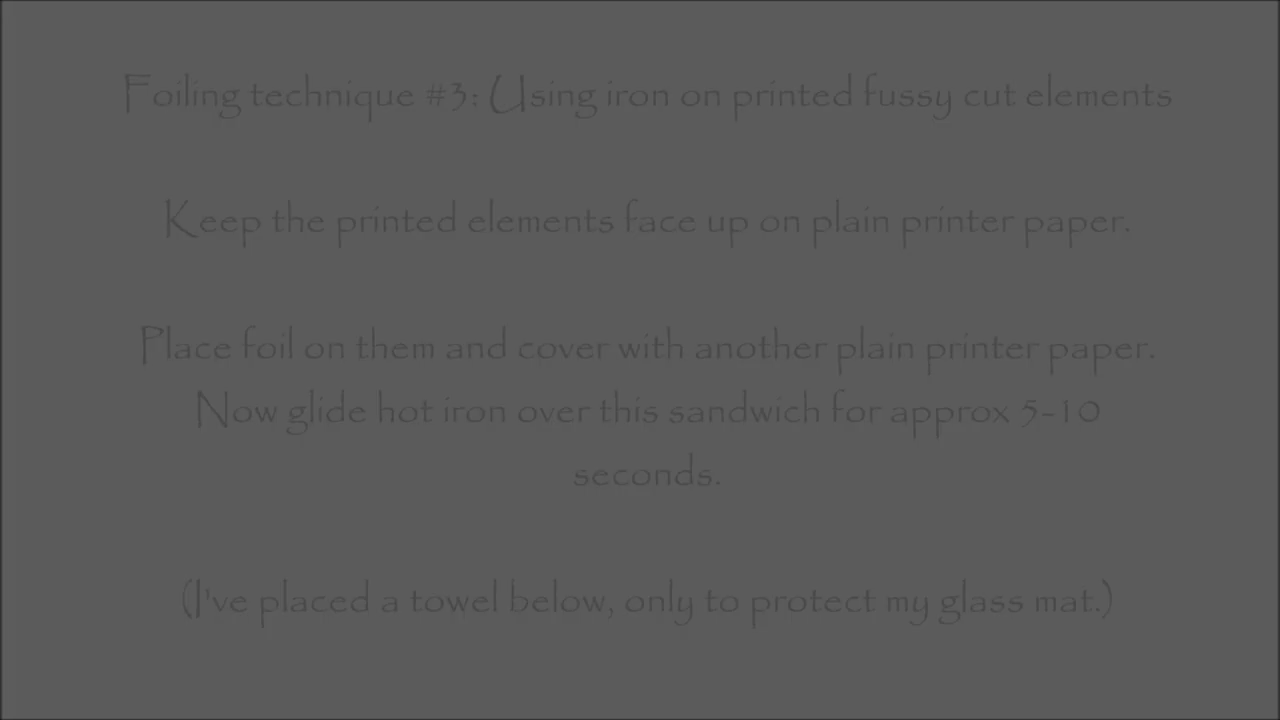 Foiling technique #3: Using iron on printed fussy cut elements
Keep the printed elements face up on plain printer paper.
Place foil on them and cover with another plain printer paper.
Now glide hot iron over this sandwich for approx 5-10
seconds.
(I've placed a towel below, only to protect my glass mat.)